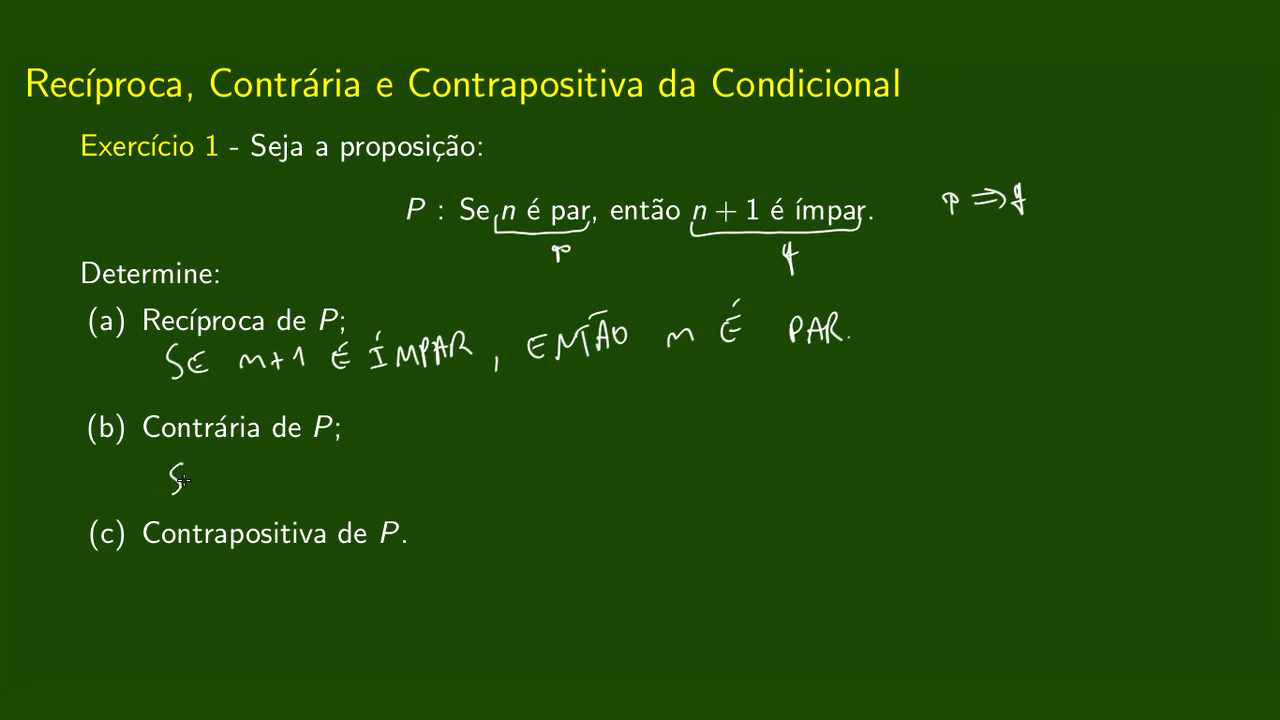 Recíproca, Contrária e Contrapositiva da Condicional
Exercício 1 - Seja a proposição:
P : Se n é par, então n + 1 é ímpar. p ⇒ q
p q
Determine:
(a) Recíproca de P;
SE n+1 É ÍMPAR, ENTÃO n É PAR.
(b) Contrária de P;
S
(c) Contrapositiva de P.